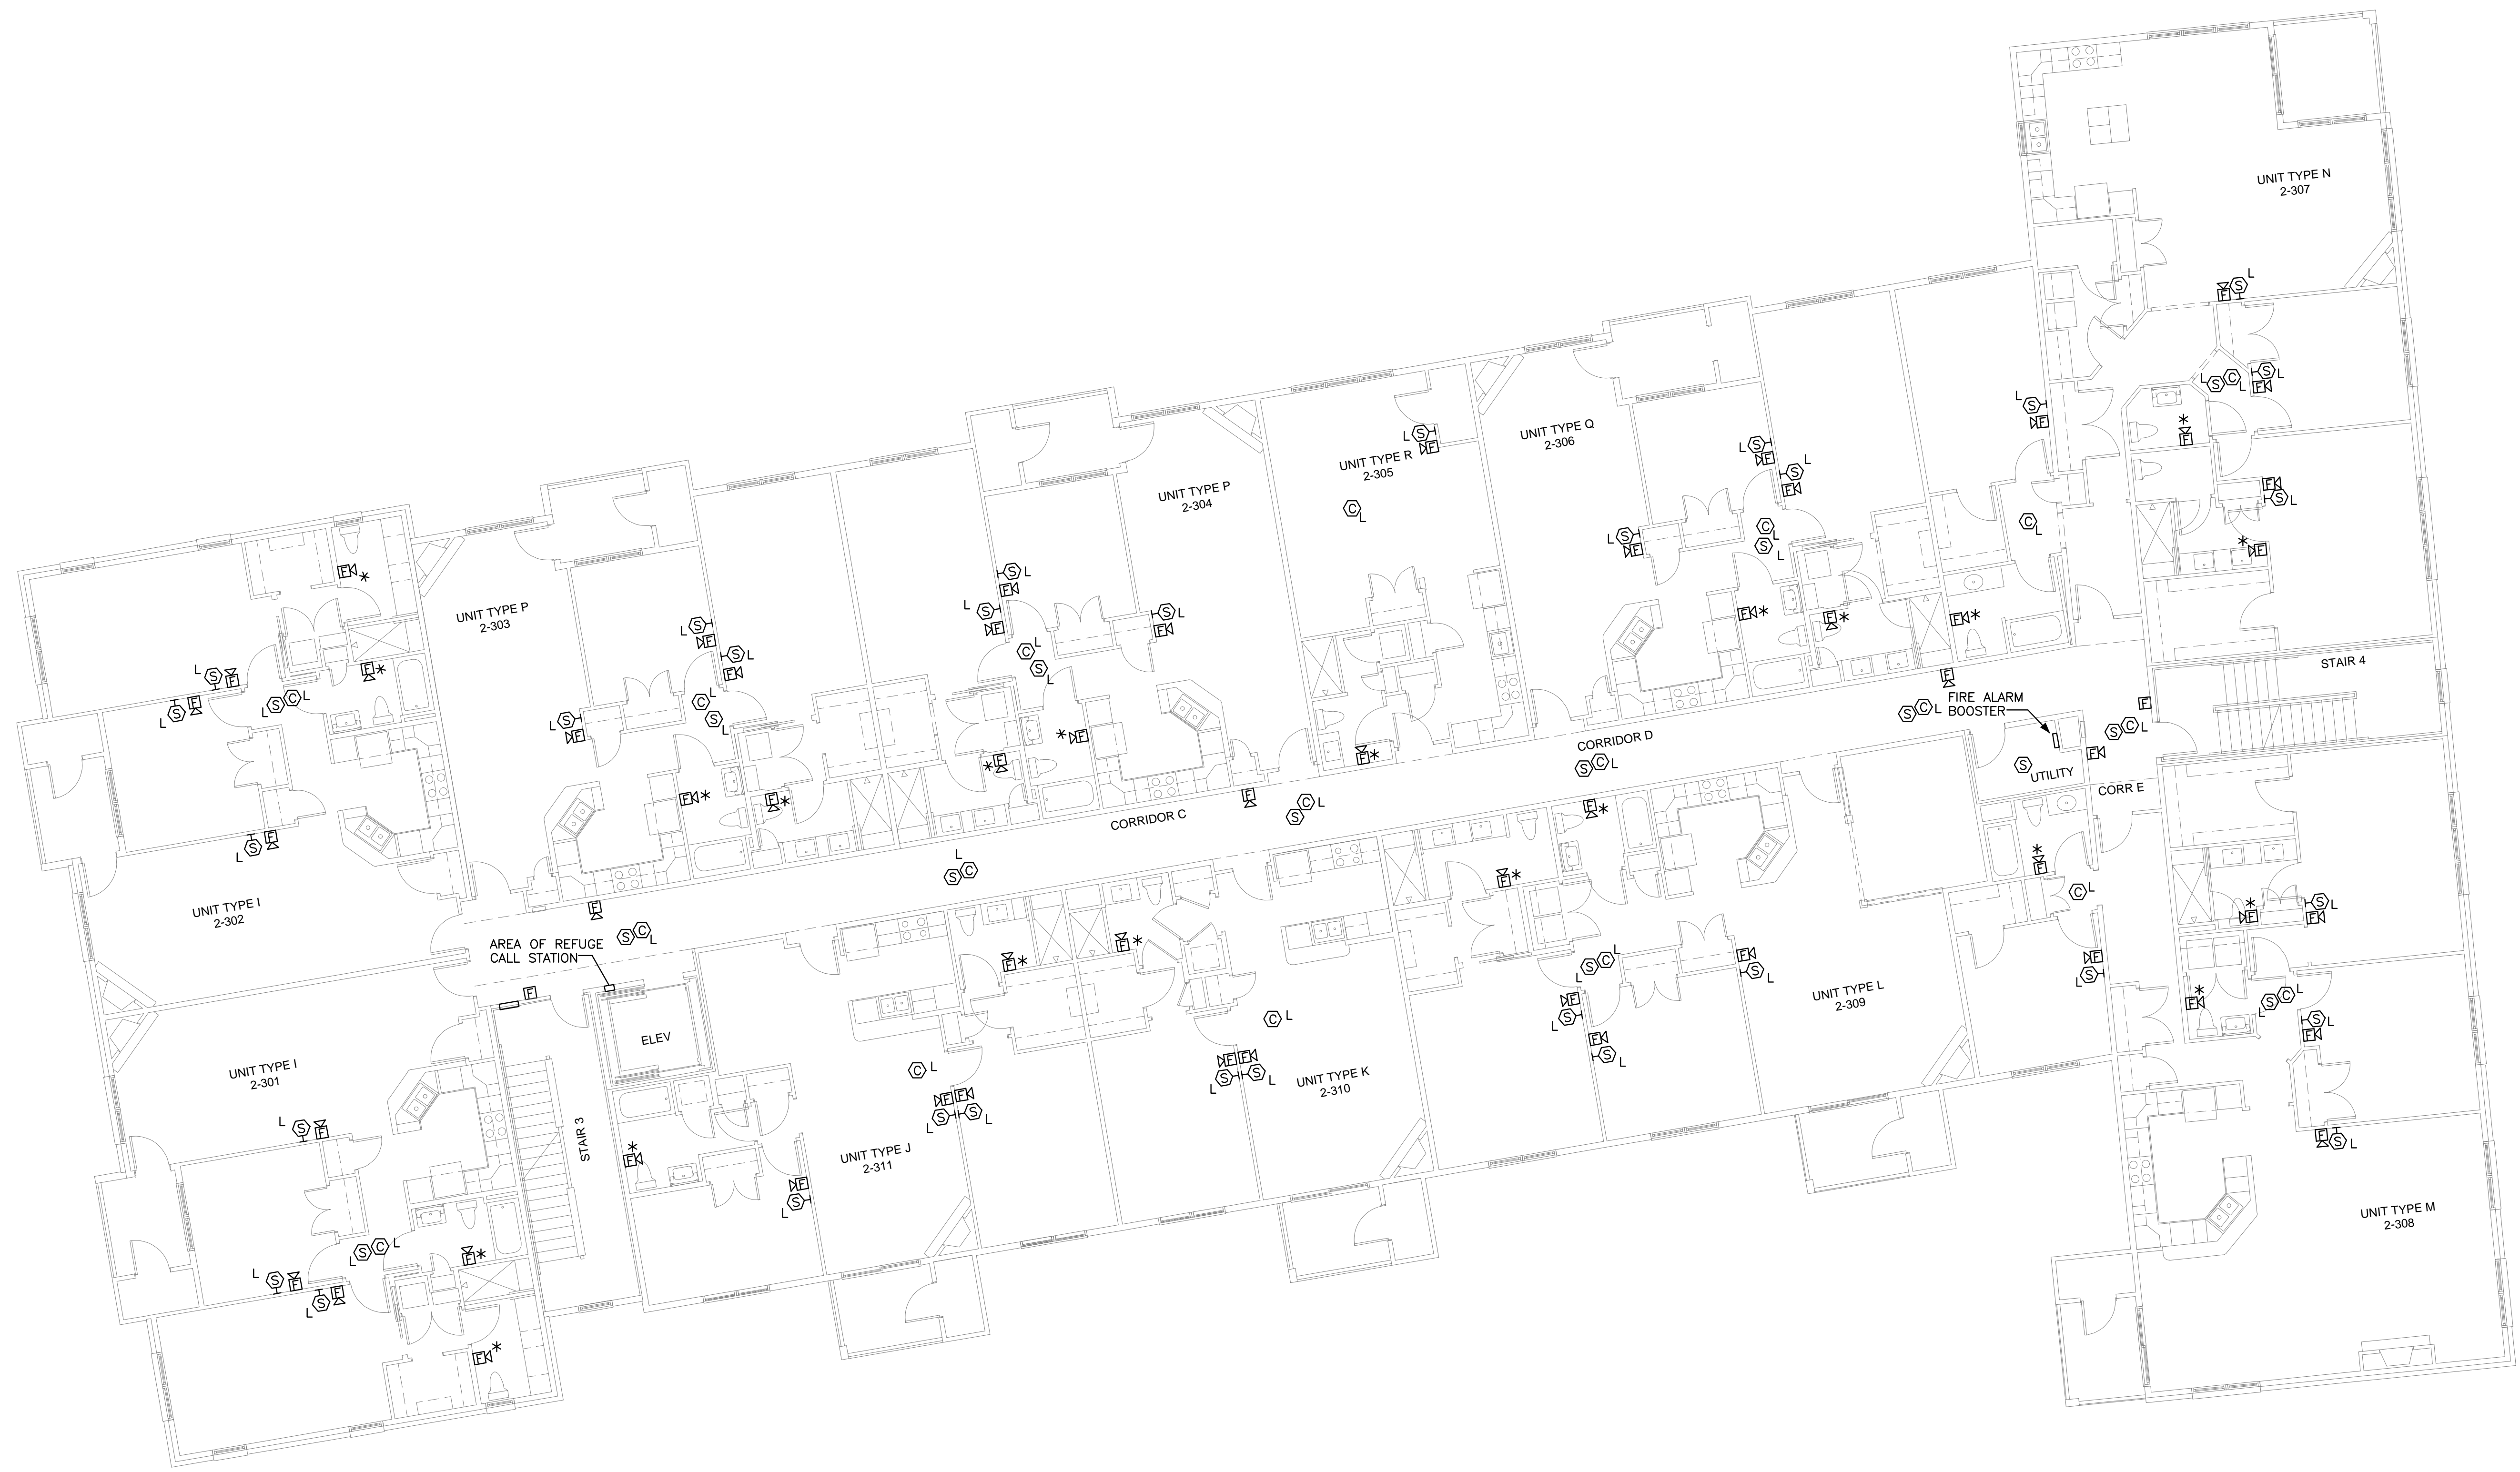 UNIT TYPE N
2-307
UNIT TYPE Q
2-306
UNIT TYPE R
2-305
UNIT TYPE P
2-304
UNIT TYPE P
2-303
STAIR 4
FIRE ALARM
BOOSTER
CORRIDOR D
UTILITY
CORR E
CORRIDOR C
UNIT TYPE I
2-302
AREA OF REFUGE
CALL STATION
ELEV
UNIT TYPE L
2-309
UNIT TYPE I
2-301
UNIT TYPE K
2-310
STAIR 3
UNIT TYPE J
2-311
UNIT TYPE M
2-308